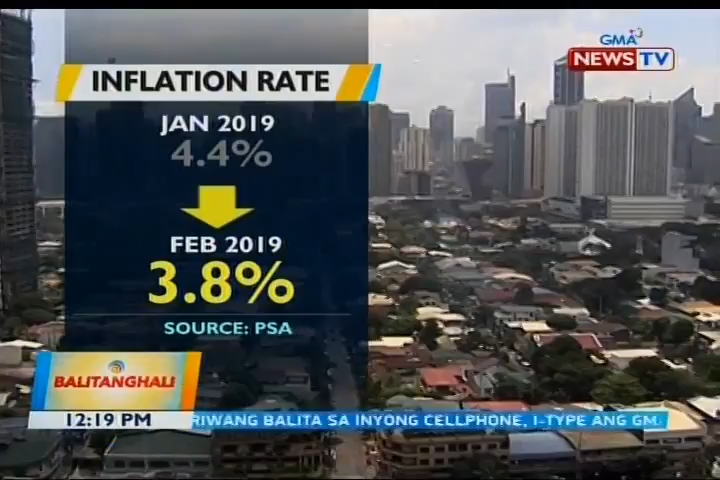 GMA
NEWS TV
INFLATION RATE
JAN 2019
4.4%
FEB 2019
3.8%
SOURCE: PSA
BALITANGHALI
12:19 PM
RIWANG BALITA SA INYONG CELLPHONE, I-TYPE ANG GM